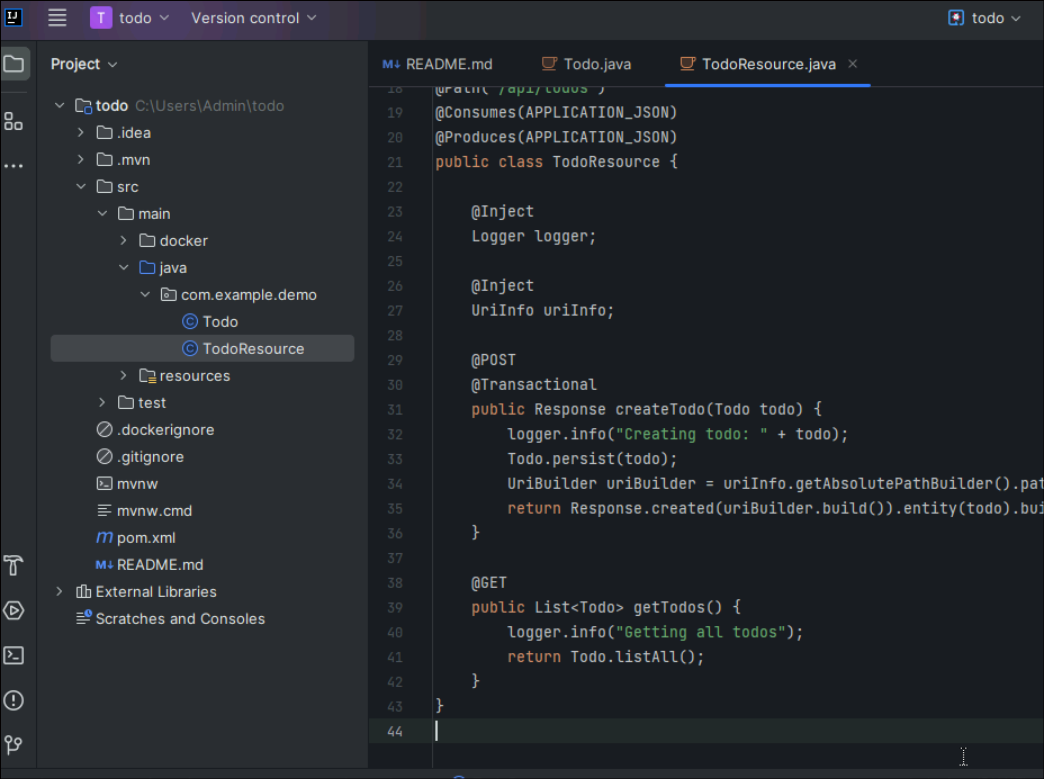 IJ
T todo Version control todo
Project
README.md Todo.java TodoResource.java
todo C:\Users\Admin\todo
.idea
.mvn
src
main
docker
java
com.example.demo
Todo
TodoResource
resources
test
.dockerignore
.gitignore
mvnw
mvnw.cmd
m pom.xml
M↓ README.md
External Libraries
Scratches and Consoles
18 @Path("/api/todos")
19 @Consumes(APPLICATION_JSON)
20 @Produces(APPLICATION_JSON)
21 public class TodoResource {
22
23 @Inject
24 Logger logger;
25
26 @Inject
27 UriInfo uriInfo;
28
29 @POST
30 @Transactional
31 public Response createTodo(Todo todo) {
32 logger.info("Creating todo: " + todo);
33 Todo.persist(todo);
34 UriBuilder uriBuilder = uriInfo.getAbsolutePathBuilder().pat
35 return Response.created(uriBuilder.build()).entity(todo).bui
36 }
37
38 @GET
39 public List<Todo> getTodos() {
40 logger.info("Getting all todos");
41 return Todo.listAll();
42 }
43 }
44